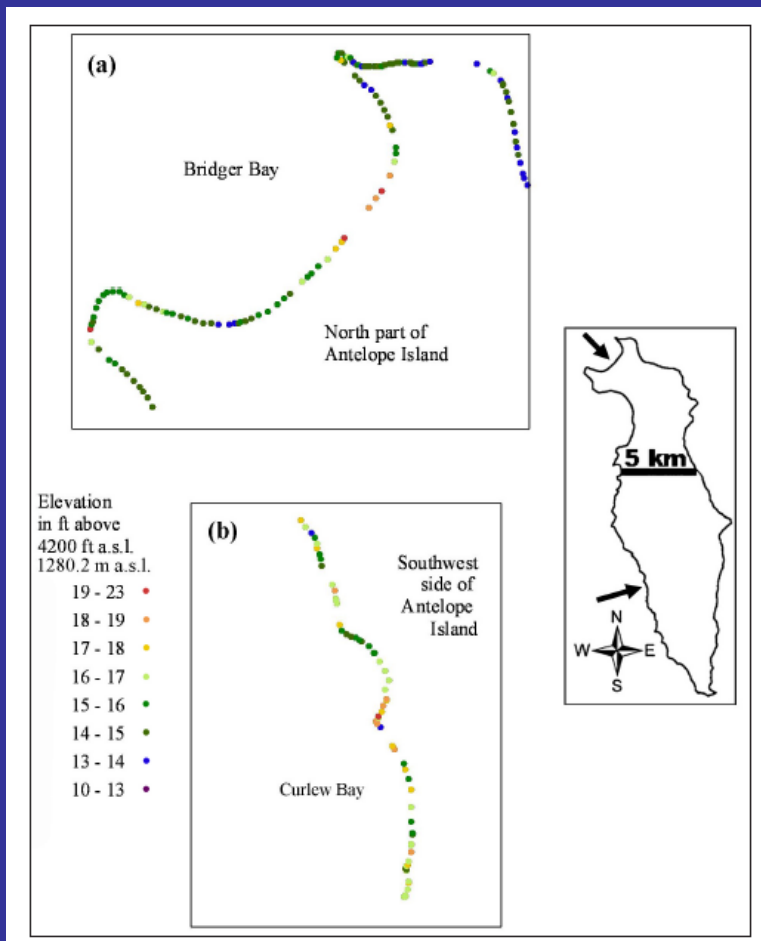 (a)
Bridger Bay
North part of
Antelope Island
5 km
N
W E
S
Elevation
in ft above
4200 ft a.s.l.
1280.2 m a.s.l.
19 - 23
18 - 19
17 - 18
16 - 17
15 - 16
14 - 15
13 - 14
10 - 13
(b)
Southwest
side of
Antelope
Island
Curlew Bay